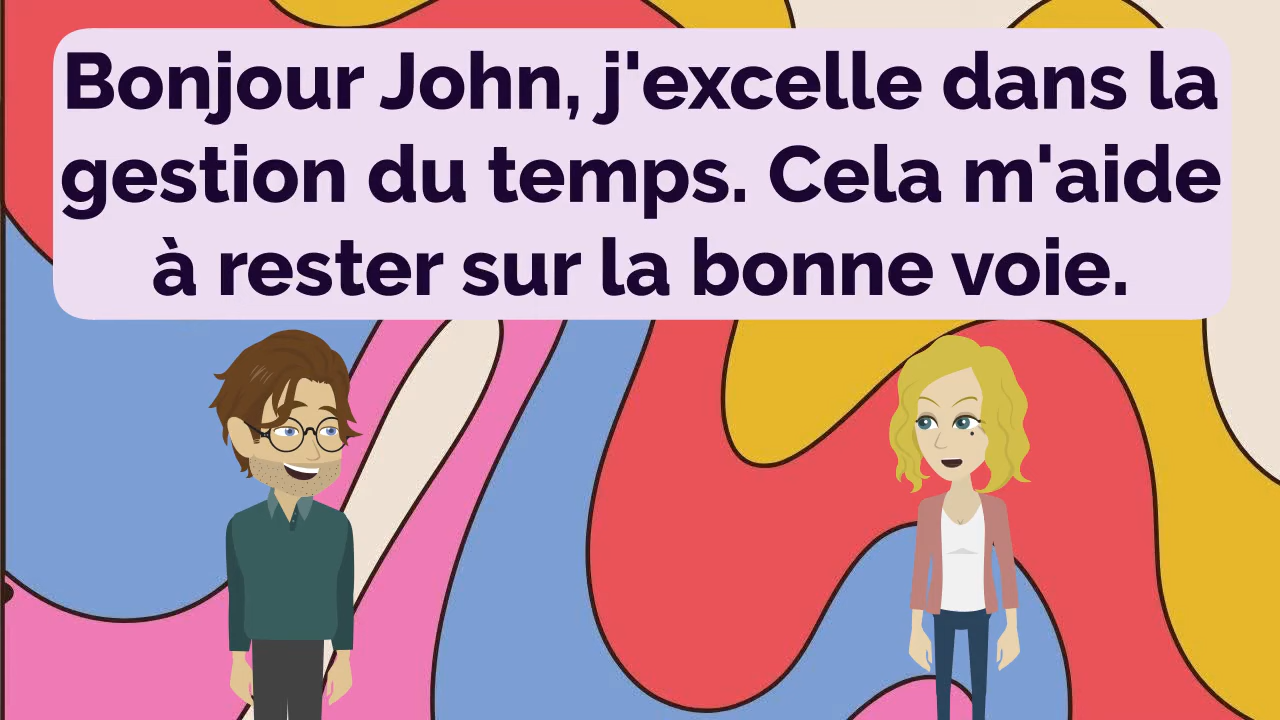 Bonjour John, j'excelle dans la
gestion du temps. Cela m'aide
à rester sur la bonne voie.